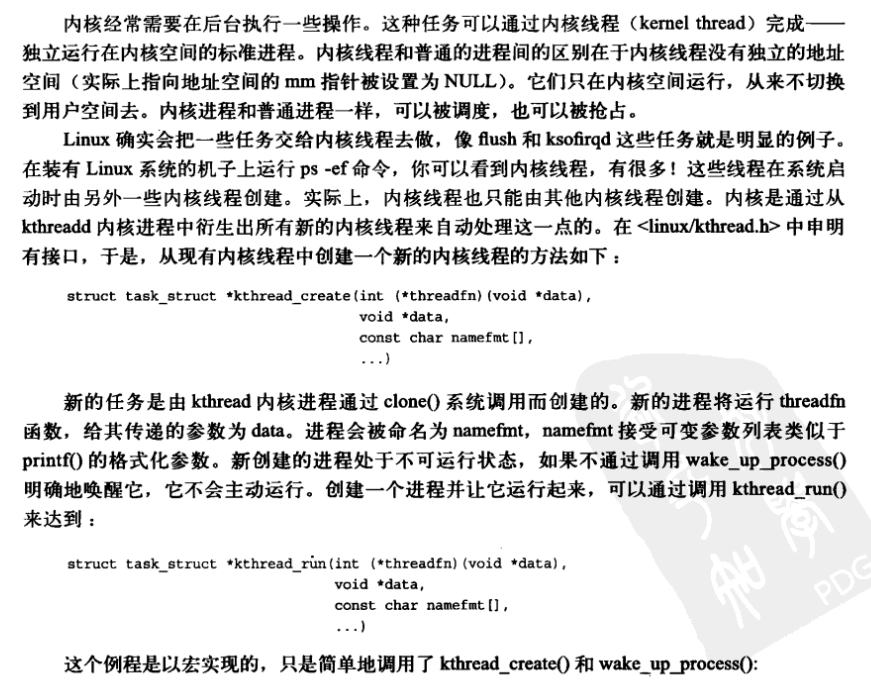 内核经常需要在后台执行一些操作。这种任务可以通过内核线程（kernel thread）完成——
独立运行在内核空间的标准进程。内核线程和普通的进程间的区别在于内核线程没有独立的地址
空间（实际上指向地址空间的 mm 指针被设置为 NULL）。它们只在内核空间运行，从来不切换
到用户空间去。内核进程和普通进程一样，可以被调度，也可以被抢占。
Linux 确实会把一些任务交给内核线程去做，像 flush 和 ksofirqd 这些任务就是明显的例子。
在装有 Linux 系统的机子上运行 ps -ef 命令，你可以看到内核线程，有很多！这些线程在系统启
动时由另外一些内核线程创建。实际上，内核线程也只能由其他内核线程创建。内核是通过从
kthreadd 内核进程中衍生出所有新的内核线程来自动处理这一点的。在 <linux/kthread.h> 中申明
有接口，于是，从现有内核线程中创建一个新的内核线程的方法如下：
struct task_struct *kthread_create(int (*threadfn)(void *data),
void *data,
const char namefmt[],
...)
新的任务是由 kthread 内核进程通过 clone() 系统调用而创建的。新的进程将运行 threadfn
函数，给其传递的参数为 data。进程会被命名为 namefmt，namefmt 接受可变参数列表类似于
printf() 的格式化参数。新创建的进程处于不可运行状态，如果不通过调用 wake_up_process()
明确地唤醒它，它不会主动运行。创建一个进程并让它运行起来，可以通过调用 kthread_run()
来达到：
struct task_struct *kthread_run(int (*threadfn)(void *data),
void *data,
const char namefmt[],
...)
这个例程是以宏实现的，只是简单地调用了 kthread_create() 和 wake_up_process():
PDG